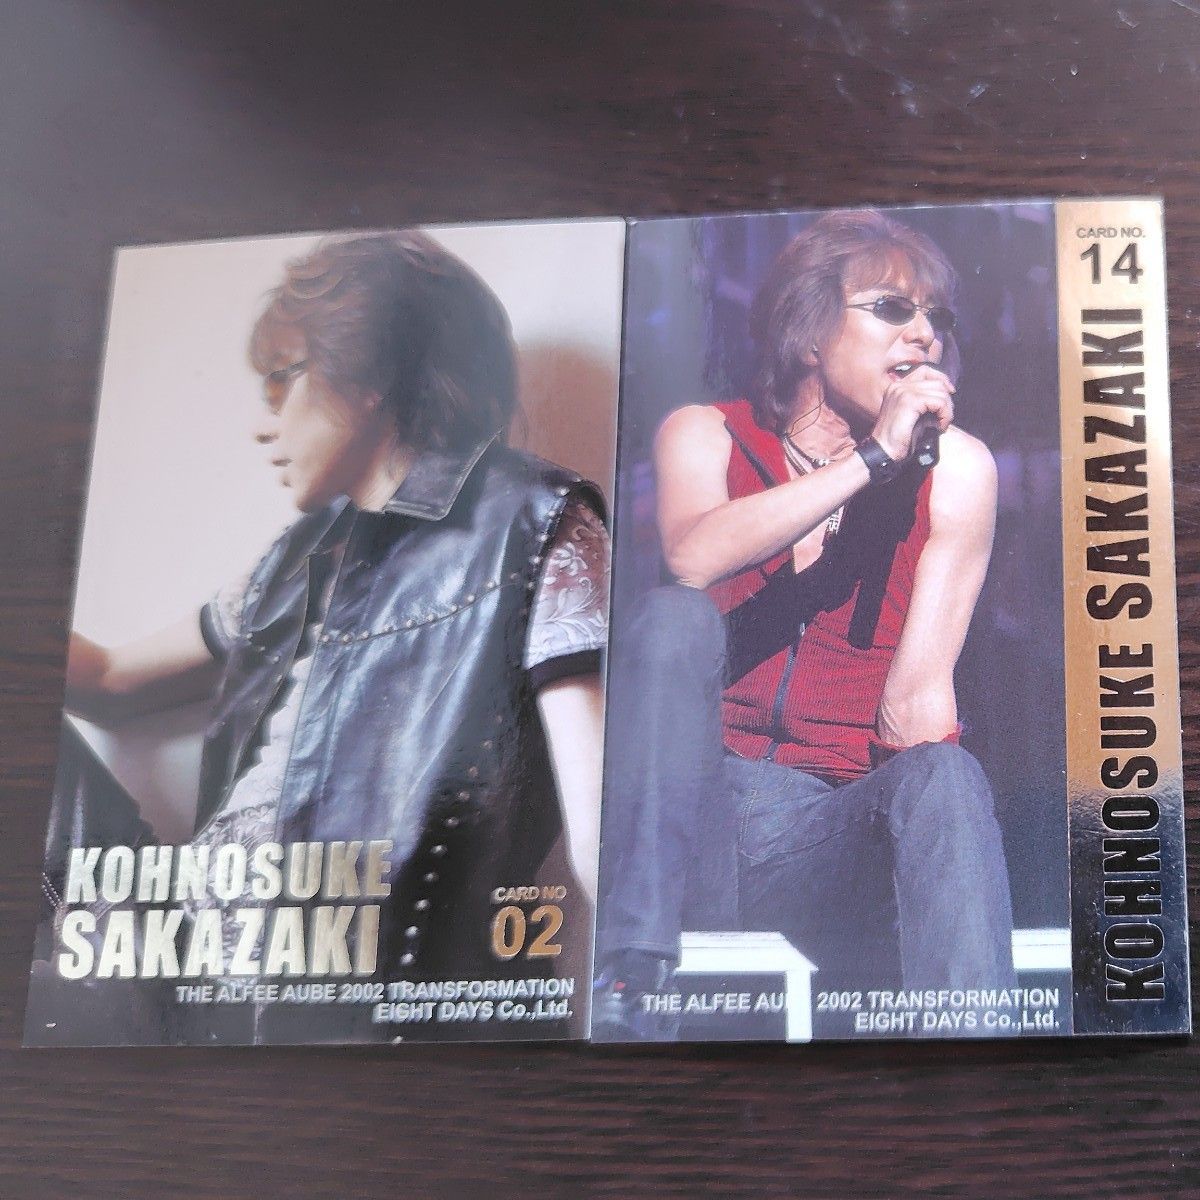 KOHNOSUKE
SAKAZAKI
CARD NO
02
THE ALFEE AUBE 2002 TRANSFORMATION
EIGHT DAYS Co.,Ltd.
CARD NO.
14
KOHNOSUKE SAKAZAKI
THE ALFEE AU 2002 TRANSFORMATION
EIGHT DAYS Co.,Ltd.